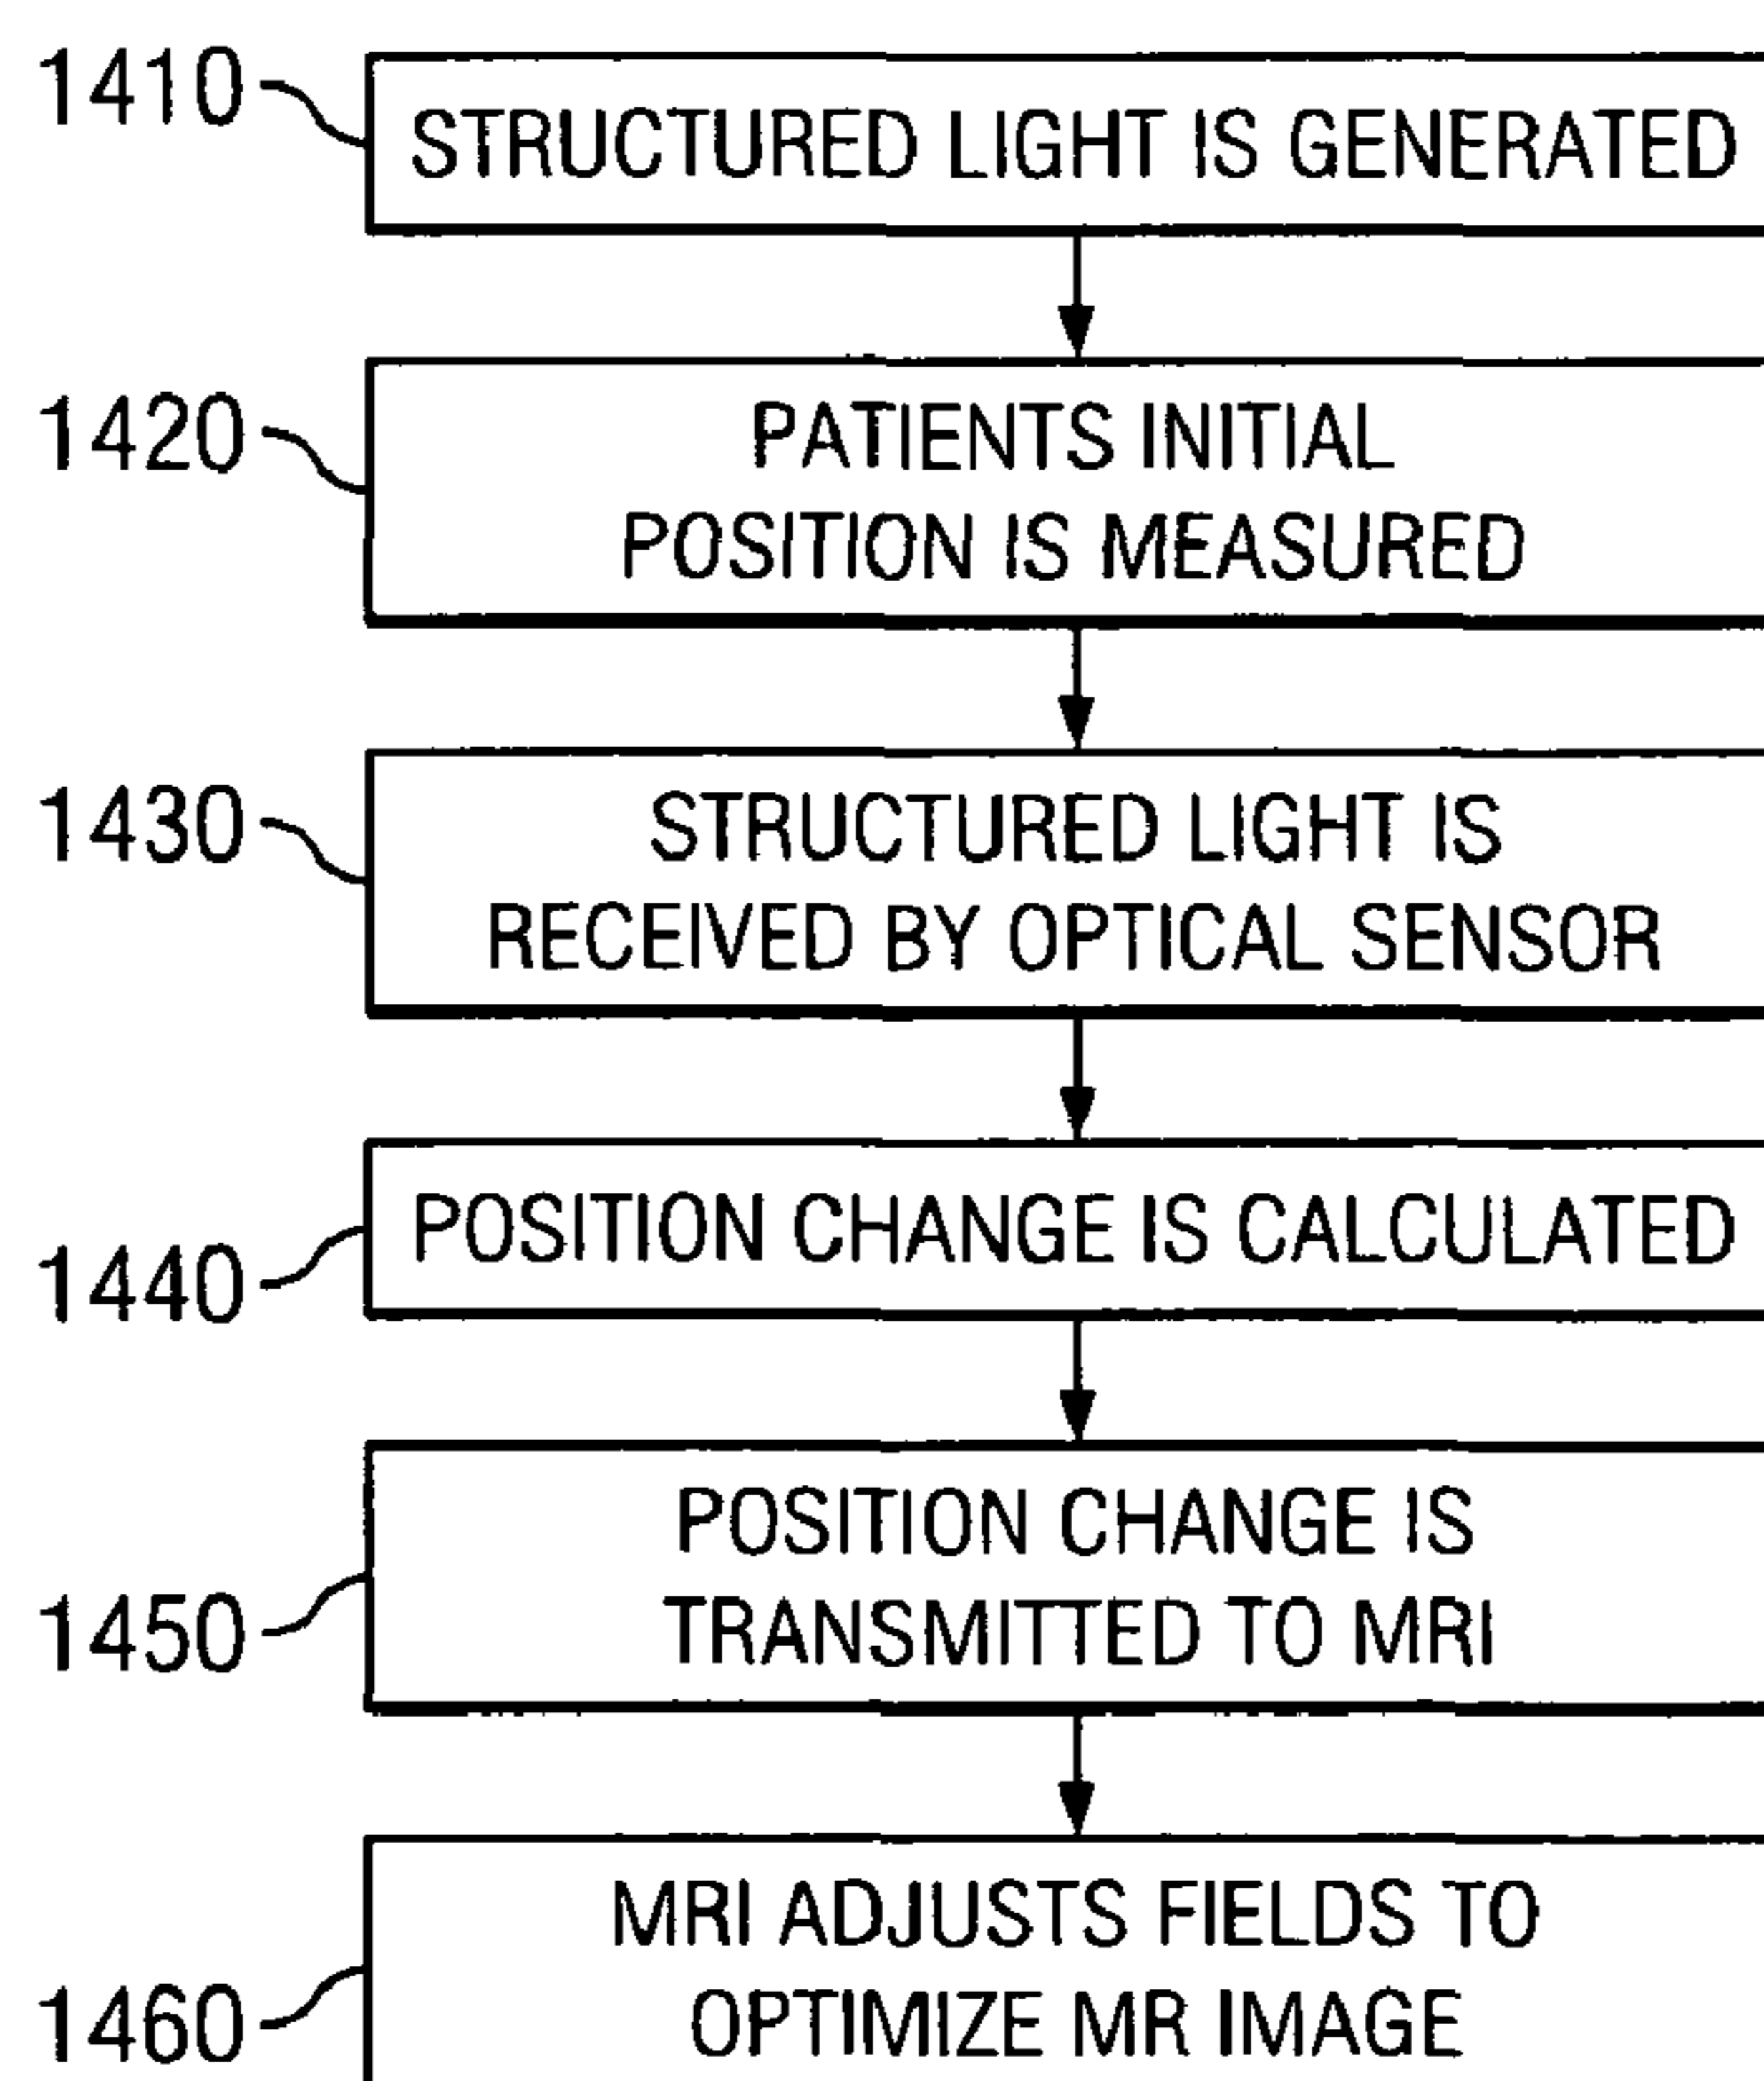 1410
STRUCTURED LIGHT IS GENERATED
1420
PATIENTS INITIAL
POSITION IS MEASURED
1430
STRUCTURED LIGHT IS
RECEIVED BY OPTICAL SENSOR
1440
POSITION CHANGE IS CALCULATED
1450
POSITION CHANGE IS
TRANSMITTED TO MRI
1460
MRI ADJUSTS FIELDS TO
OPTIMIZE MR IMAGE